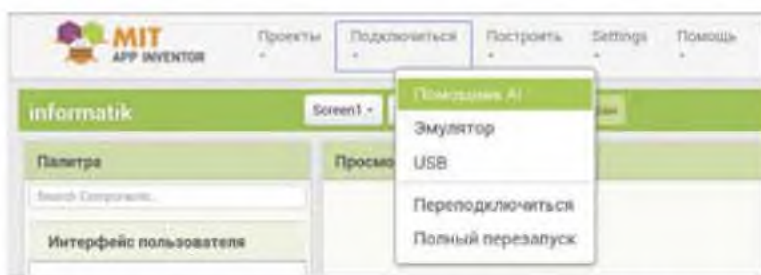 MIT
APP INVENTOR
Проекты
Подключиться
Построить
Settings
Помощь
informatik
Screen1
Помощник AI
Эмулятор
USB
Переподключиться
Полный перезапуск
Палитра
Просмо
Search Components...
Интерфейс пользователя